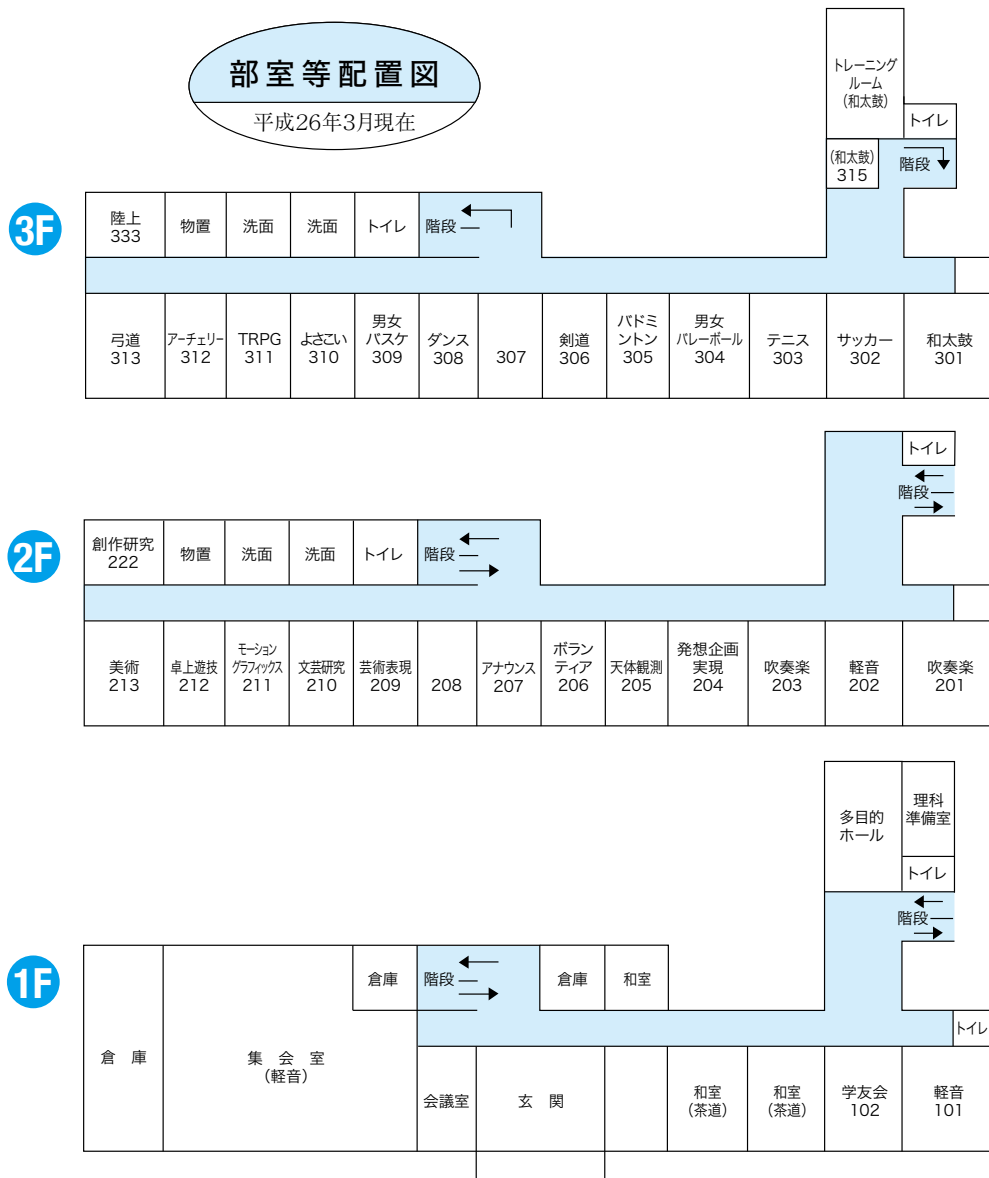 部室等配置図
平成26年3月現在
トレーニング
ルーム
(和太鼓)
トイレ
(和太鼓)
315
階段
3F
陸上
333
物置
洗面
洗面
トイレ
階段
弓道
313
アーチェリー
312
TRPG
311
よさこい
310
男女
バスケ
309
ダンス
308
307
剣道
306
バドミ
ントン
305
男女
バレーボール
304
テニス
303
サッカー
302
和太鼓
301
トイレ
階段
2F
創作研究
222
物置
洗面
洗面
トイレ
階段
美術
213
卓上遊技
212
モーション
グラフィックス
211
文芸研究
210
芸術表現
209
208
アナウンス
207
ボラン
ティア
206
天体観測
205
発想企画
実現
204
吹奏楽
203
軽音
202
吹奏楽
201
多目的
ホール
理科
準備室
トイレ
階段
1F
倉庫
集会室
(軽音)
倉庫
階段
倉庫
和室
トイレ
会議室
玄関
和室
(茶道)
和室
(茶道)
学友会
102
軽音
101